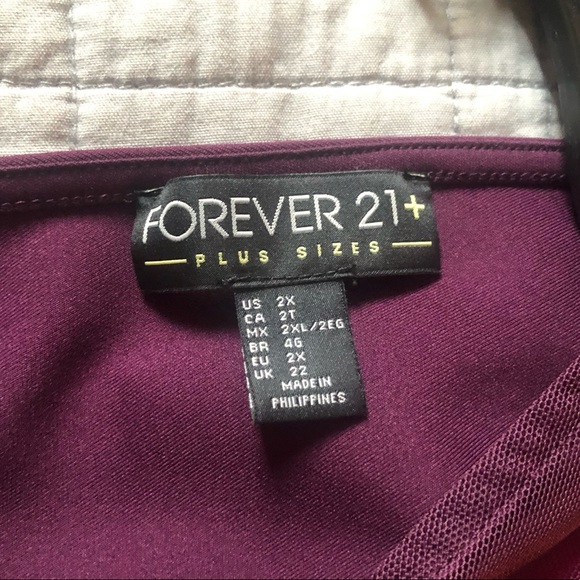 FOREVER 21+
PLUS SIZES
US 2X
CA 2T
MX 2XL/2EG
BR 4G
EU 2X
UK 22
MADE IN
PHILIPPINES